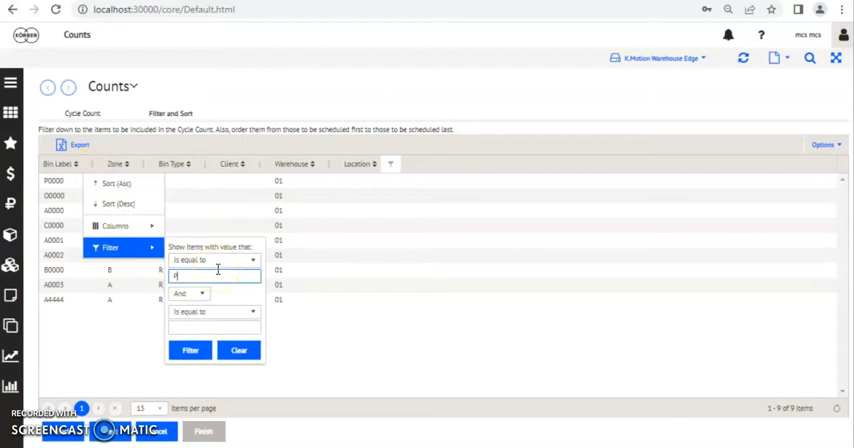 localhost:30000/core/Default.html
KÖRBER
Counts
mcs mcs
K.Motion Warehouse Edge
Counts
Cycle Count Filter and Sort
Filter down to the items to be included in the Cycle Count. Also, order them from those to be scheduled first to those to be scheduled last.
Export Options
Bin Label Zone Bin Type Client Warehouse Location
P0000 01
O0000 01
A0000 01
C0000 01
A0001 01
A0002 01
B0000 B R 01
A0003 A R 01
A4444 A R 01
Sort (Asc)
Sort (Desc)
Columns
Filter
Show items with value that:
Is equal to
P
And
Is equal to
Filter Clear
1 15 items per page 1 - 9 of 9 items
Finish
RECORDED WITH
SCREENCAST MATIC